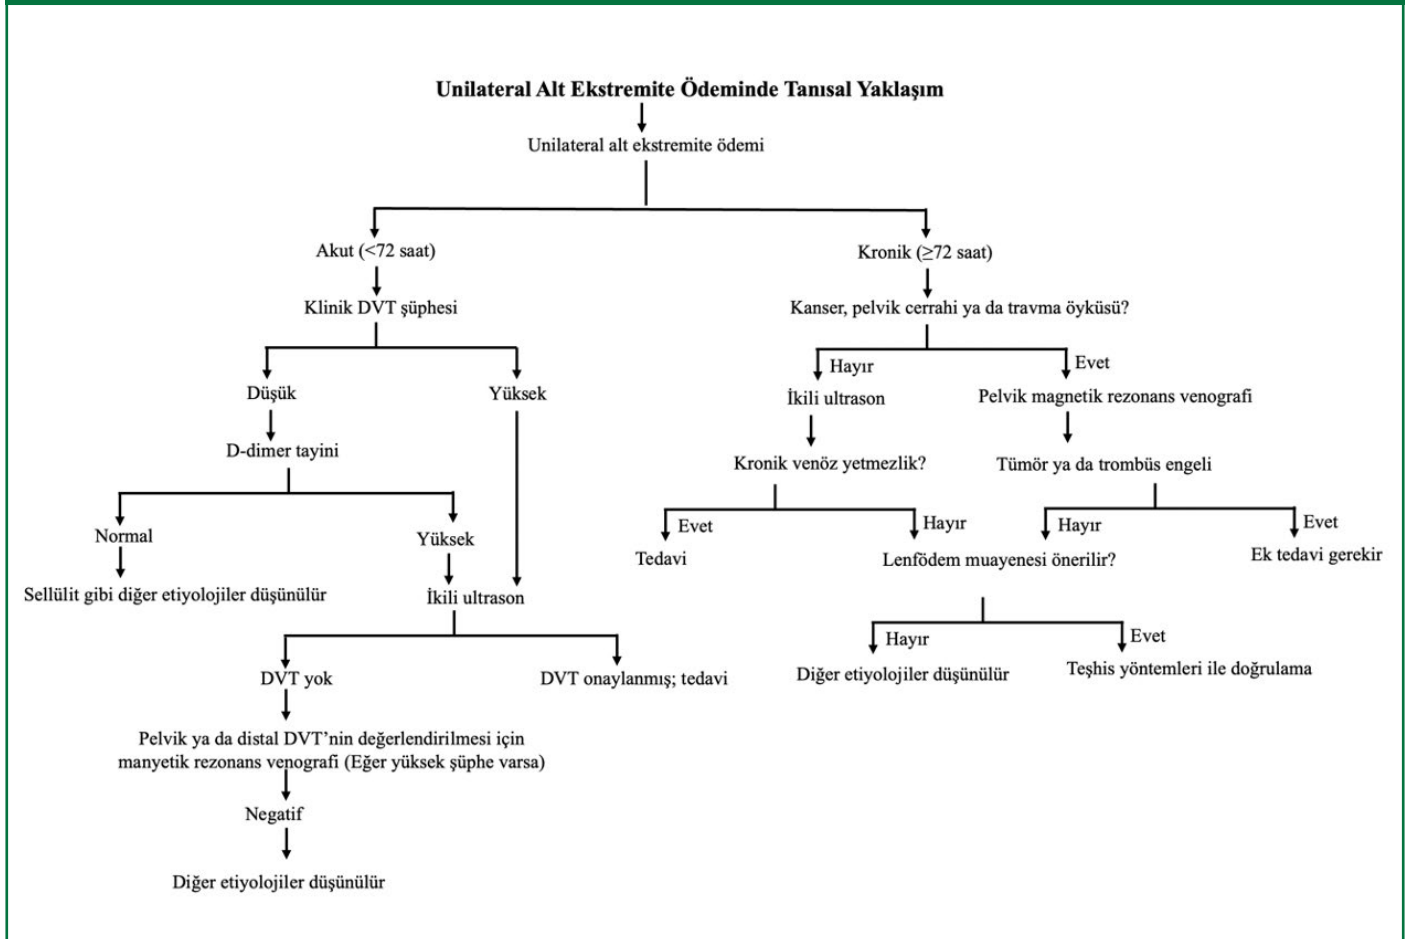 Unilateral Alt Ekstremite Ödeminde Tanısal Yaklaşım
Unilateral alt ekstremite ödemi
Akut (<72 saat)
Klinik DVT şüphesi
Düşük
Yüksek
D-dimer tayini
Normal
Yüksek
Sellülit gibi diğer etiyolojiler düşünülür
İkili ultrason
DVT yok
DVT onaylanmış; tedavi
Pelvik ya da distal DVT’nin değerlendirilmesi için
manyetik rezonans venografi (Eğer yüksek şüphe varsa)
Negatif
Diğer etiyolojiler düşünülür
Kronik (≥72 saat)
Kanser, pelvik cerrahi ya da travma öyküsü?
Hayır
Evet
İkili ultrason
Pelvik magnetik rezonans venografi
Kronik venöz yetmezlik?
Tümör ya da trombüs engeli
Evet
Hayır
Hayır
Evet
Tedavi
Lenfödem muayenesi önerilir?
Ek tedavi gerekir
Hayır
Evet
Diğer etiyolojiler düşünülür
Teşhis yöntemleri ile doğrulama